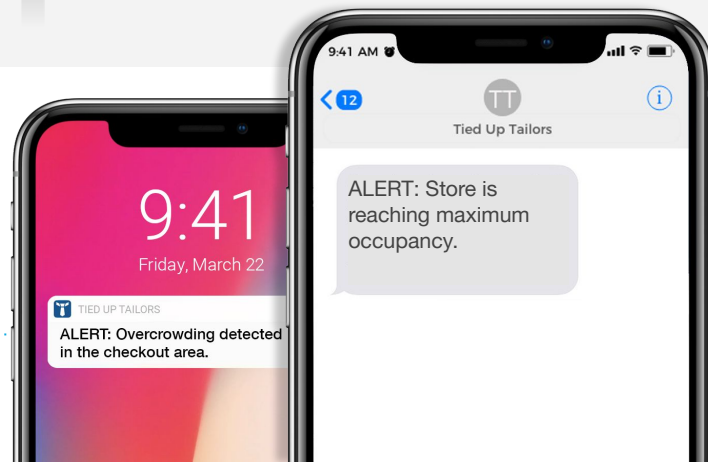 9:41
Friday, March 22
TIED UP TAILORS
ALERT: Overcrowding detected
in the checkout area.
9:41 AM
12
TT
i
Tied Up Tailors
ALERT: Store is
reaching maximum
occupancy.